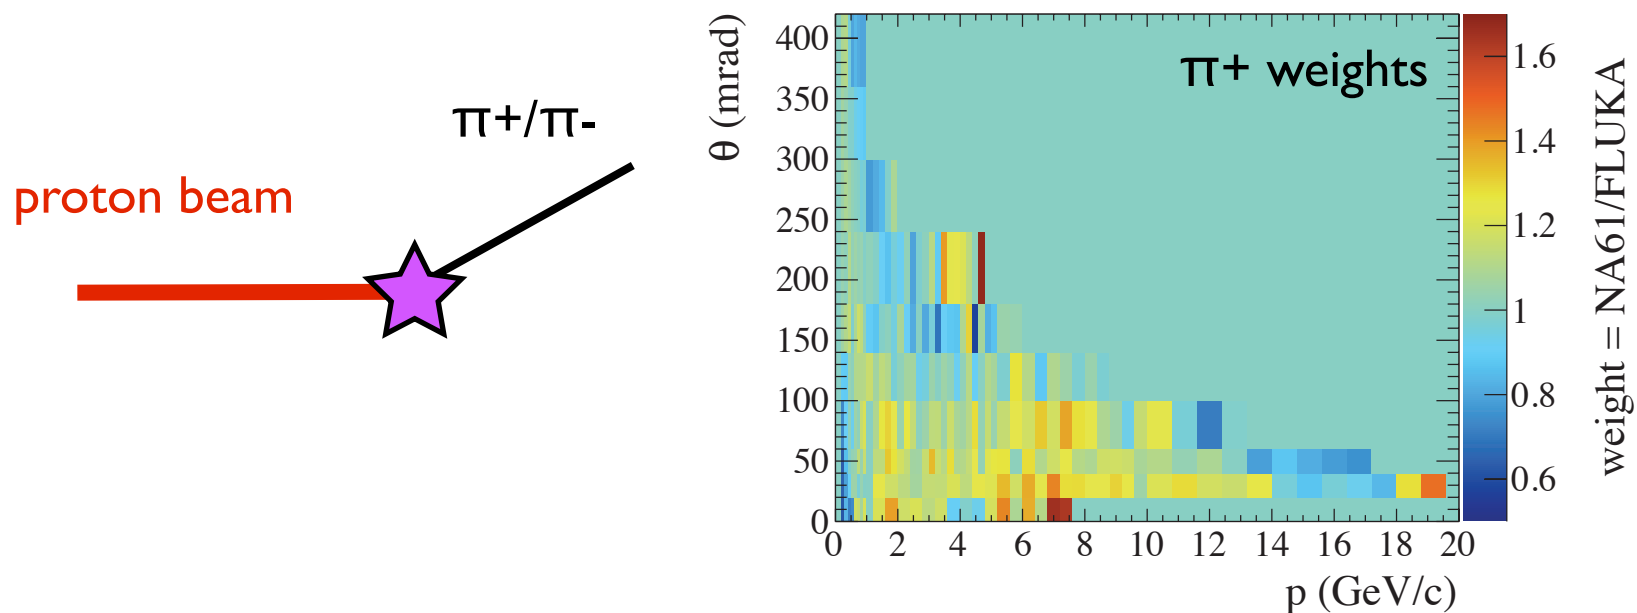 proton beam
π+/π-
π+ weights
θ (mrad)
400
350
300
250
200
150
100
50
0
0 2 4 6 8 10 12 14 16 18 20
p (GeV/c)
1.6
1.4
1.2
1
0.8
0.6
weight = NA61/FLUKA